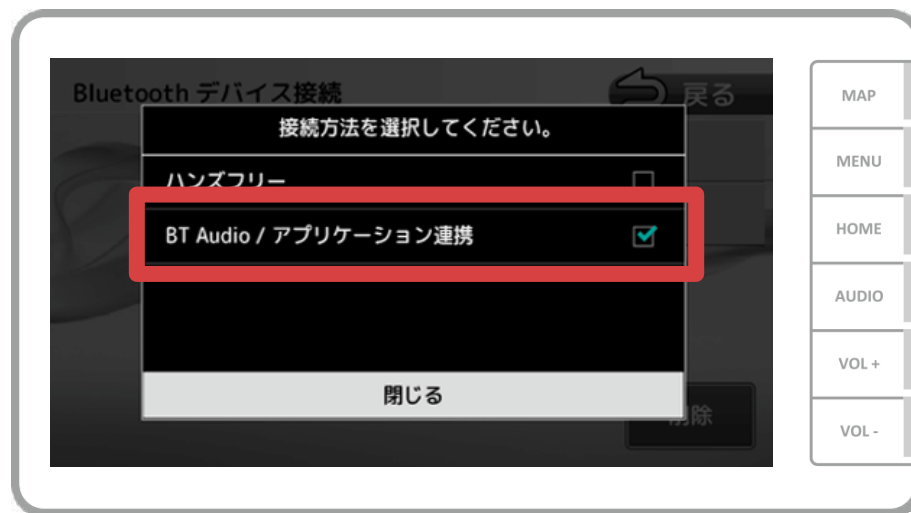 Bluetooth デバイス接続
戻る
接続方法を選択してください。
ハンズフリー
BT Audio / アプリケーション連携
閉じる
削除
MAP
MENU
HOME
AUDIO
VOL +
VOL -